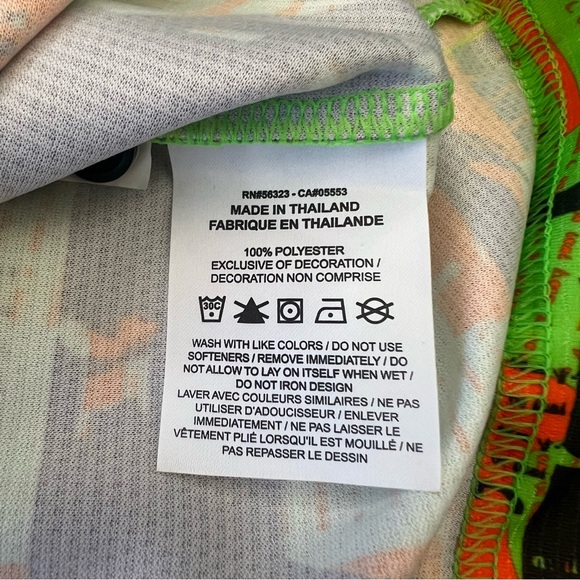 RN#56323 - CA#05553
MADE IN THAILAND
FABRIQUE EN THAILANDE
100% POLYESTER
EXCLUSIVE OF DECORATION /
DECORATION NON COMPRISE
30C
WASH WITH LIKE COLORS / DO NOT USE
SOFTENERS / REMOVE IMMEDIATELY / DO
NOT ALLOW TO LAY ON ITSELF WHEN WET /
DO NOT IRON DESIGN
LAVER AVEC COULEURS SIMILAIRES / NE PAS
UTILISER D'ADOUCISSEUR / ENLEVER
IMMEDIATEMENT / NE PAS LAISSER LE
VÊTEMENT PLIÉ LORSQU'IL EST MOUILLÉ / NE
PAS REPASSER LE DESSIN